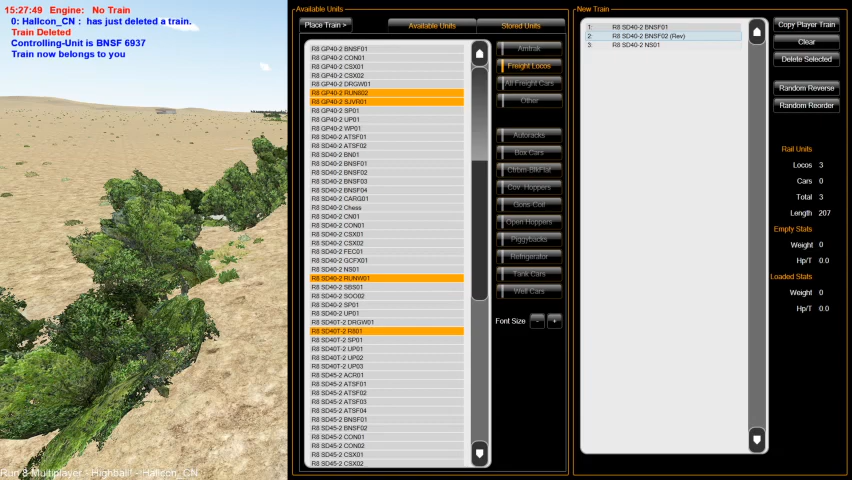 15:27:49 Engine: No Train
0: Hallcon_CN : has just deleted a train.
Train Deleted
Controlling-Unit is BNSF 6937
Train now belongs to you
Run 8 Multiplayer - Highball! - Hallcon_CN
Available Units
Place Train >
Available Units
Stored Units
R8 GP40-2 BNSF01
R8 GP40-2 CON01
R8 GP40-2 CSX01
R8 GP40-2 CSX02
R8 GP40-2 DRGW01
R8 GP40-2 RUN802
R8 GP40-2 SJVR01
R8 GP40-2 SP01
R8 GP40-2 UP01
R8 GP40-2 WP01
R8 SD40-2 ATSF01
R8 SD40-2 ATSF02
R8 SD40-2 BN01
R8 SD40-2 BNSF01
R8 SD40-2 BNSF02
R8 SD40-2 BNSF03
R8 SD40-2 BNSF04
R8 SD40-2 CARG01
R8 SD40-2 Chess
R8 SD40-2 CN01
R8 SD40-2 CON01
R8 SD40-2 CSX01
R8 SD40-2 CSX02
R8 SD40-2 FEC01
R8 SD40-2 GCFX01
R8 SD40-2 NS01
R8 SD40-2 RUNW01
R8 SD40-2 SBS01
R8 SD40-2 SOO02
R8 SD40-2 SP01
R8 SD40-2 UP01
R8 SD40T-2 DRGW01
R8 SD40T-2 R801
R8 SD40T-2 SP01
R8 SD40T-2 UP01
R8 SD40T-2 UP02
R8 SD40T-2 UP03
R8 SD45-2 ACR01
R8 SD45-2 ATSF01
R8 SD45-2 ATSF02
R8 SD45-2 ATSF03
R8 SD45-2 ATSF04
R8 SD45-2 BNSF01
R8 SD45-2 BNSF02
R8 SD45-2 CON01
R8 SD45-2 CON02
R8 SD45-2 CSX01
R8 SD45-2 CSX02
Amtrak
Freight Locos
All Freight Cars
Other
Autoracks
Box Cars
Ctrbm-BlkFlat
Cov Hoppers
Gons-Coil
Open Hoppers
Piggybacks
Refrigerator
Tank Cars
Well Cars
Font Size - +
New Train
1: R8 SD40-2 BNSF01
2: R8 SD40-2 BNSF02 (Rev)
3: R8 SD40-2 NS01
Copy Player Train
Clear
Delete Selected
Random Reverse
Random Reorder
Rail Units
Locos 3
Cars 0
Total 3
Length 207
Empty Stats
Weight 0
Hp/T 0.0
Loaded Stats
Weight 0
Hp/T 0.0